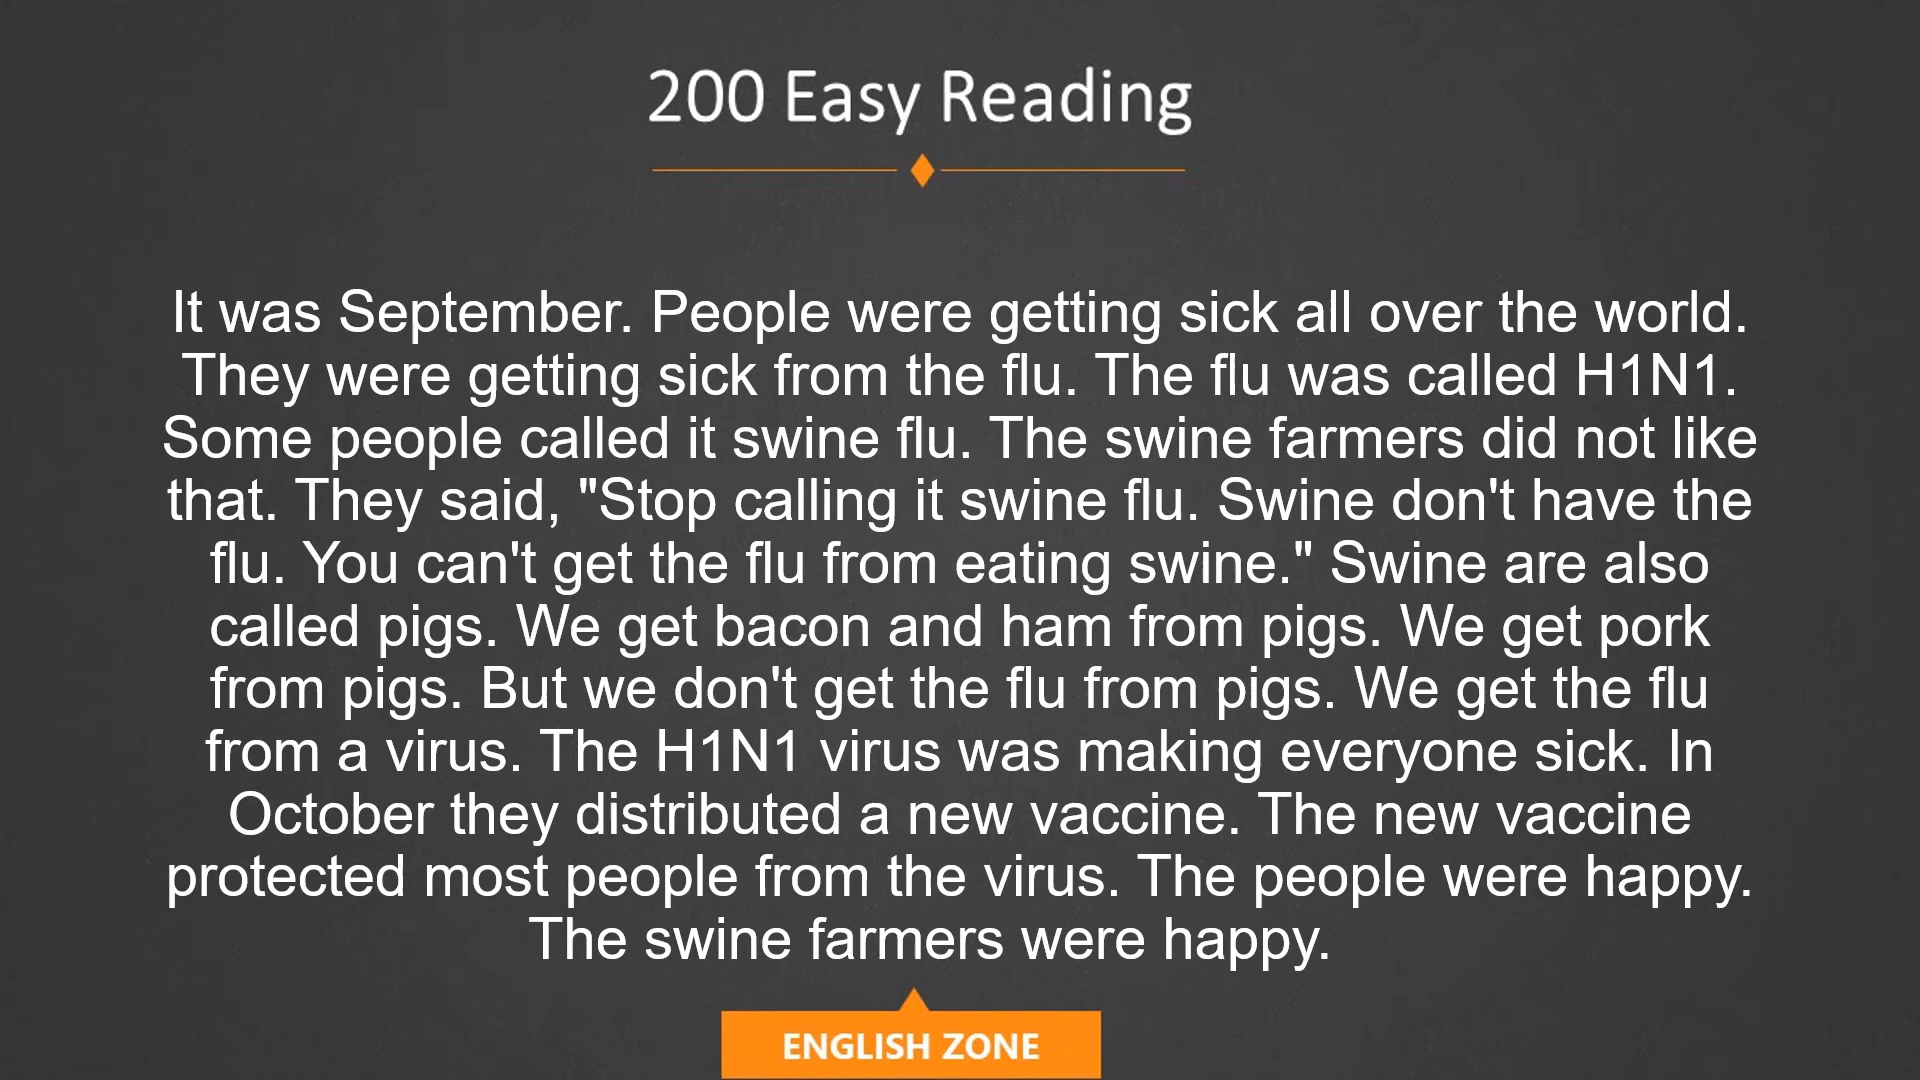 200 Easy Reading
It was September. People were getting sick all over the world.
They were getting sick from the flu. The flu was called H1N1.
Some people called it swine flu. The swine farmers did not like
that. They said, "Stop calling it swine flu. Swine don't have the
flu. You can't get the flu from eating swine." Swine are also
called pigs. We get bacon and ham from pigs. We get pork
from pigs. But we don't get the flu from pigs. We get the flu
from a virus. The H1N1 virus was making everyone sick. In
October they distributed a new vaccine. The new vaccine
protected most people from the virus. The people were happy.
The swine farmers were happy.
ENGLISH ZONE